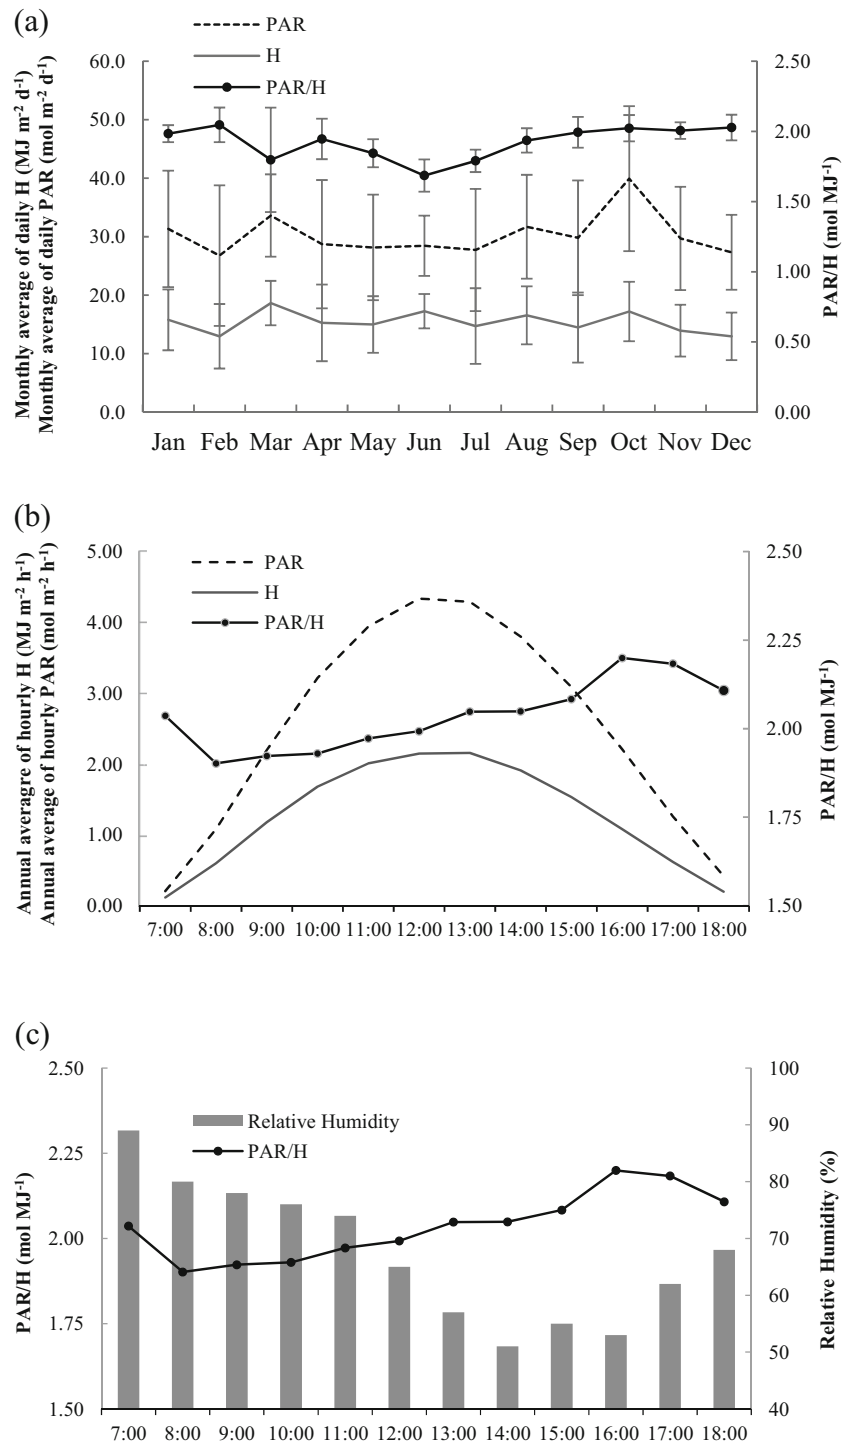 (a)
PAR
H
PAR/H
Monthly average of daily H (MJ m⁻² d⁻¹)
Monthly average of daily PAR (mol m⁻² d⁻¹)
60.0
50.0
40.0
30.0
20.0
10.0
0.0
2.50
2.00
1.50
1.00
0.50
0.00
PAR/H (mol MJ⁻¹)
Jan Feb Mar Apr May Jun Jul Aug Sep Oct Nov Dec
(b)
PAR
H
PAR/H
Annual averagre of hourly H (MJ m⁻² h⁻¹)
Annual average of hourly PAR (mol m⁻² h⁻¹)
5.00
4.00
3.00
2.00
1.00
0.00
2.50
2.25
2.00
1.75
1.50
PAR/H (mol MJ⁻¹)
7:00 8:00 9:00 10:00 11:00 12:00 13:00 14:00 15:00 16:00 17:00 18:00
(c)
Relative Humidity
PAR/H
PAR/H (mol MJ⁻¹)
2.50
2.25
2.00
1.75
1.50
100
90
80
70
60
50
40
Relative Humidity (%)
7:00 8:00 9:00 10:00 11:00 12:00 13:00 14:00 15:00 16:00 17:00 18:00